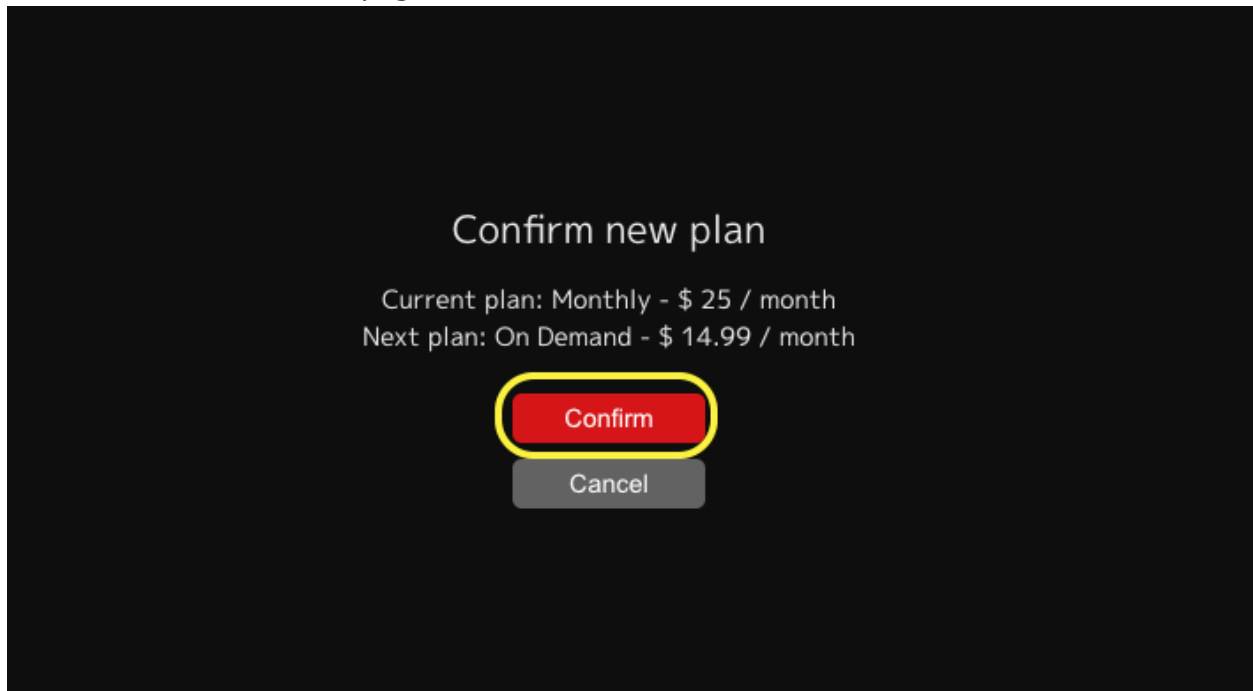 Confirm new plan
Current plan: Monthly - $ 25 / month
Next plan: On Demand - $ 14.99 / month
Confirm
Cancel